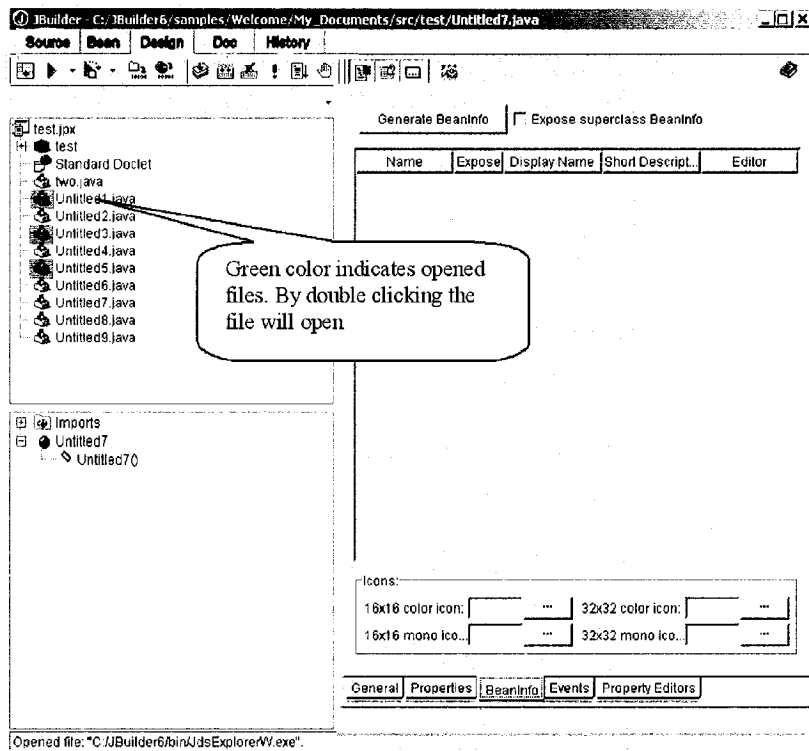 JBuilder - C:/JBuilder6/samples/Welcome/My_Documents/src/test/Untitled7.java
Source Bean Design Doc History
test.jpx
test
Standard Doclet
two.java
Untitled1.java
Untitled2.java
Untitled3.java
Untitled4.java
Untitled5.java
Untitled6.java
Untitled7.java
Untitled8.java
Untitled9.java
Green color indicates opened
files. By double clicking the
file will open
Imports
Untitled7
Untitled7()
Generate BeanInfo Expose superclass BeanInfo
Name Expose Display Name Short Descript... Editor
Icons:
16x16 color icon: ... 32x32 color icon: ...
16x16 mono ico... ... 32x32 mono ico... ...
General Properties BeanInfo Events Property Editors
Opened file: "C:/JBuilder6/bin/JdsExplorerW.exe".